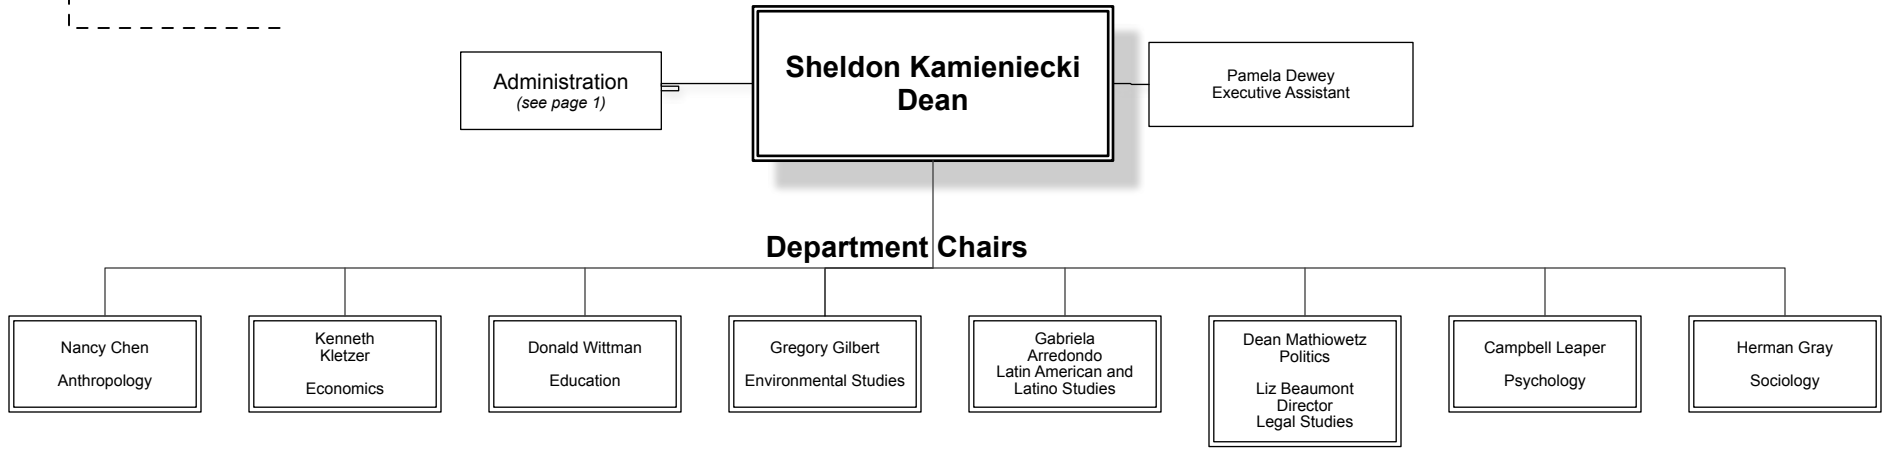 Sheldon Kamieniecki
Dean
Administration
(see page 1)
Pamela Dewey
Executive Assistant
Department Chairs
Nancy Chen
Anthropology
Kenneth
Kletzer
Economics
Donald Wittman
Education
Gregory Gilbert
Environmental Studies
Gabriela
Arredondo
Latin American and
Latino Studies
Dean Mathiowetz
Politics
Liz Beaumont
Director
Legal Studies
Campbell Leaper
Psychology
Herman Gray
Sociology